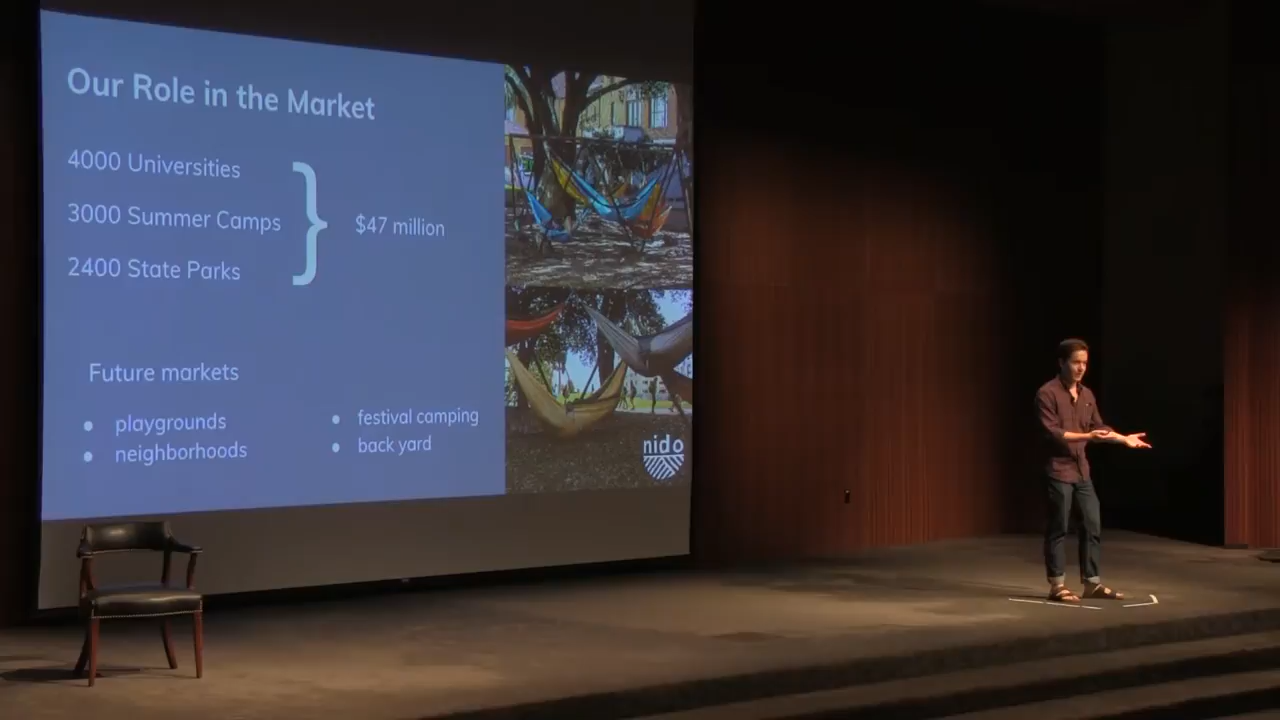 Our Role in the Market
4000 Universities
3000 Summer Camps
2400 State Parks
}
$47 million
Future markets
• playgrounds
• neighborhoods
• festival camping
• back yard
nido